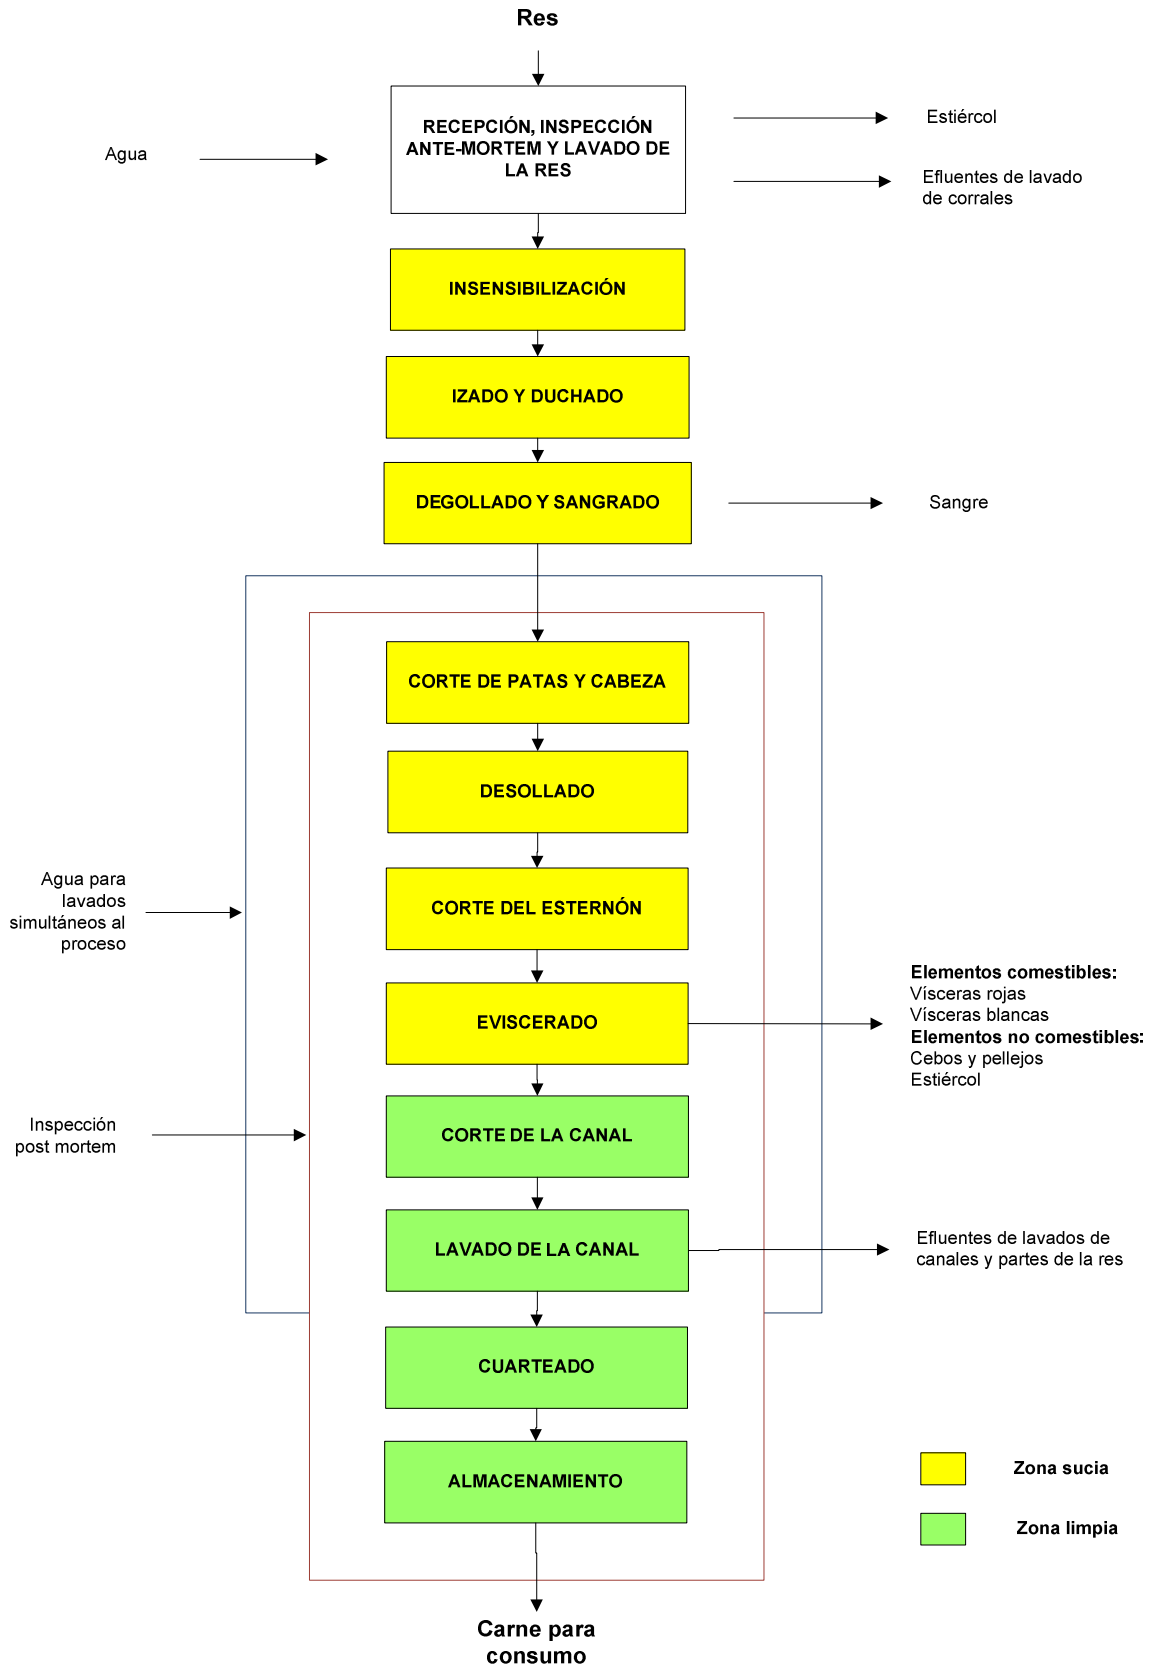 Res
RECEPCIÓN, INSPECCIÓN
ANTE-MORTEM Y LAVADO DE
LA RES
Agua
Estiércol
Efluentes de lavado
de corrales
INSENSIBILIZACIÓN
IZADO Y DUCHADO
DEGOLLADO Y SANGRADO
Sangre
CORTE DE PATAS Y CABEZA
DESOLLADO
Agua para
lavados
simultáneos al
proceso
CORTE DEL ESTERNÓN
EVISCERADO
Elementos comestibles:
Vísceras rojas
Vísceras blancas
Elementos no comestibles:
Cebos y pellejos
Estiércol
Inspección
post mortem
CORTE DE LA CANAL
LAVADO DE LA CANAL
Efluentes de lavados de
canales y partes de la res
CUARTEADO
ALMACENAMIENTO
Zona sucia
Zona limpia
Carne para
consumo